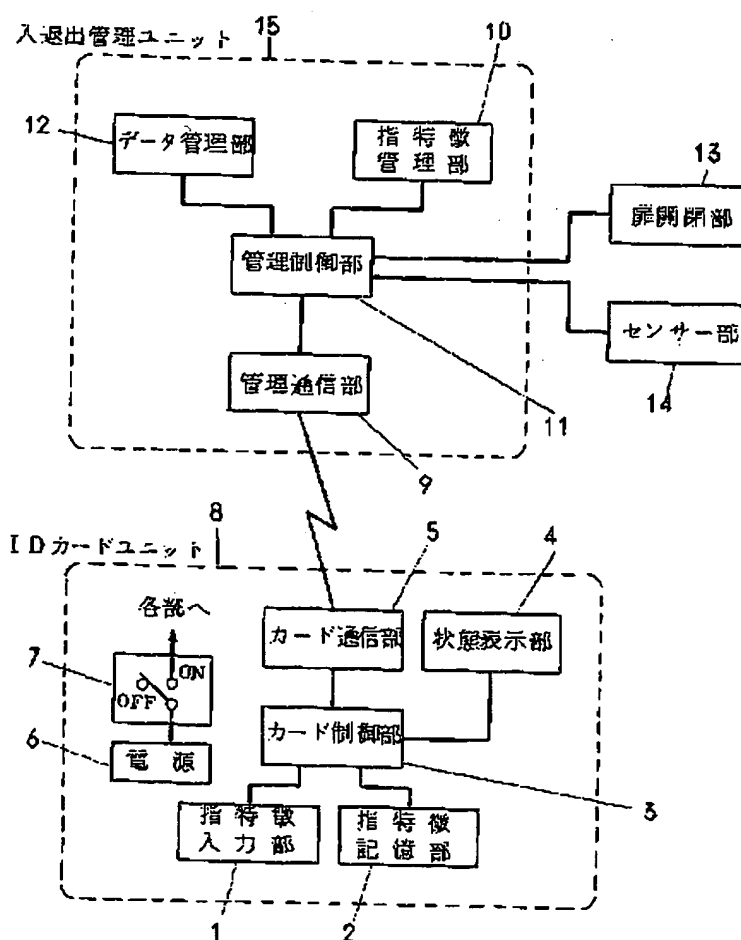 入退出管理ユニット
15
10
12
データ管理部
指特徴
管理部
13
扉開閉部
管理制御部
センサー部
14
管理通信部
11
9
IDカードユニット
8
5
4
各部へ
カード通信部
状態表示部
7
ON
OFF
カード制御部
6
電源
3
指特徴
入力部
指特徴
記憶部
1
2